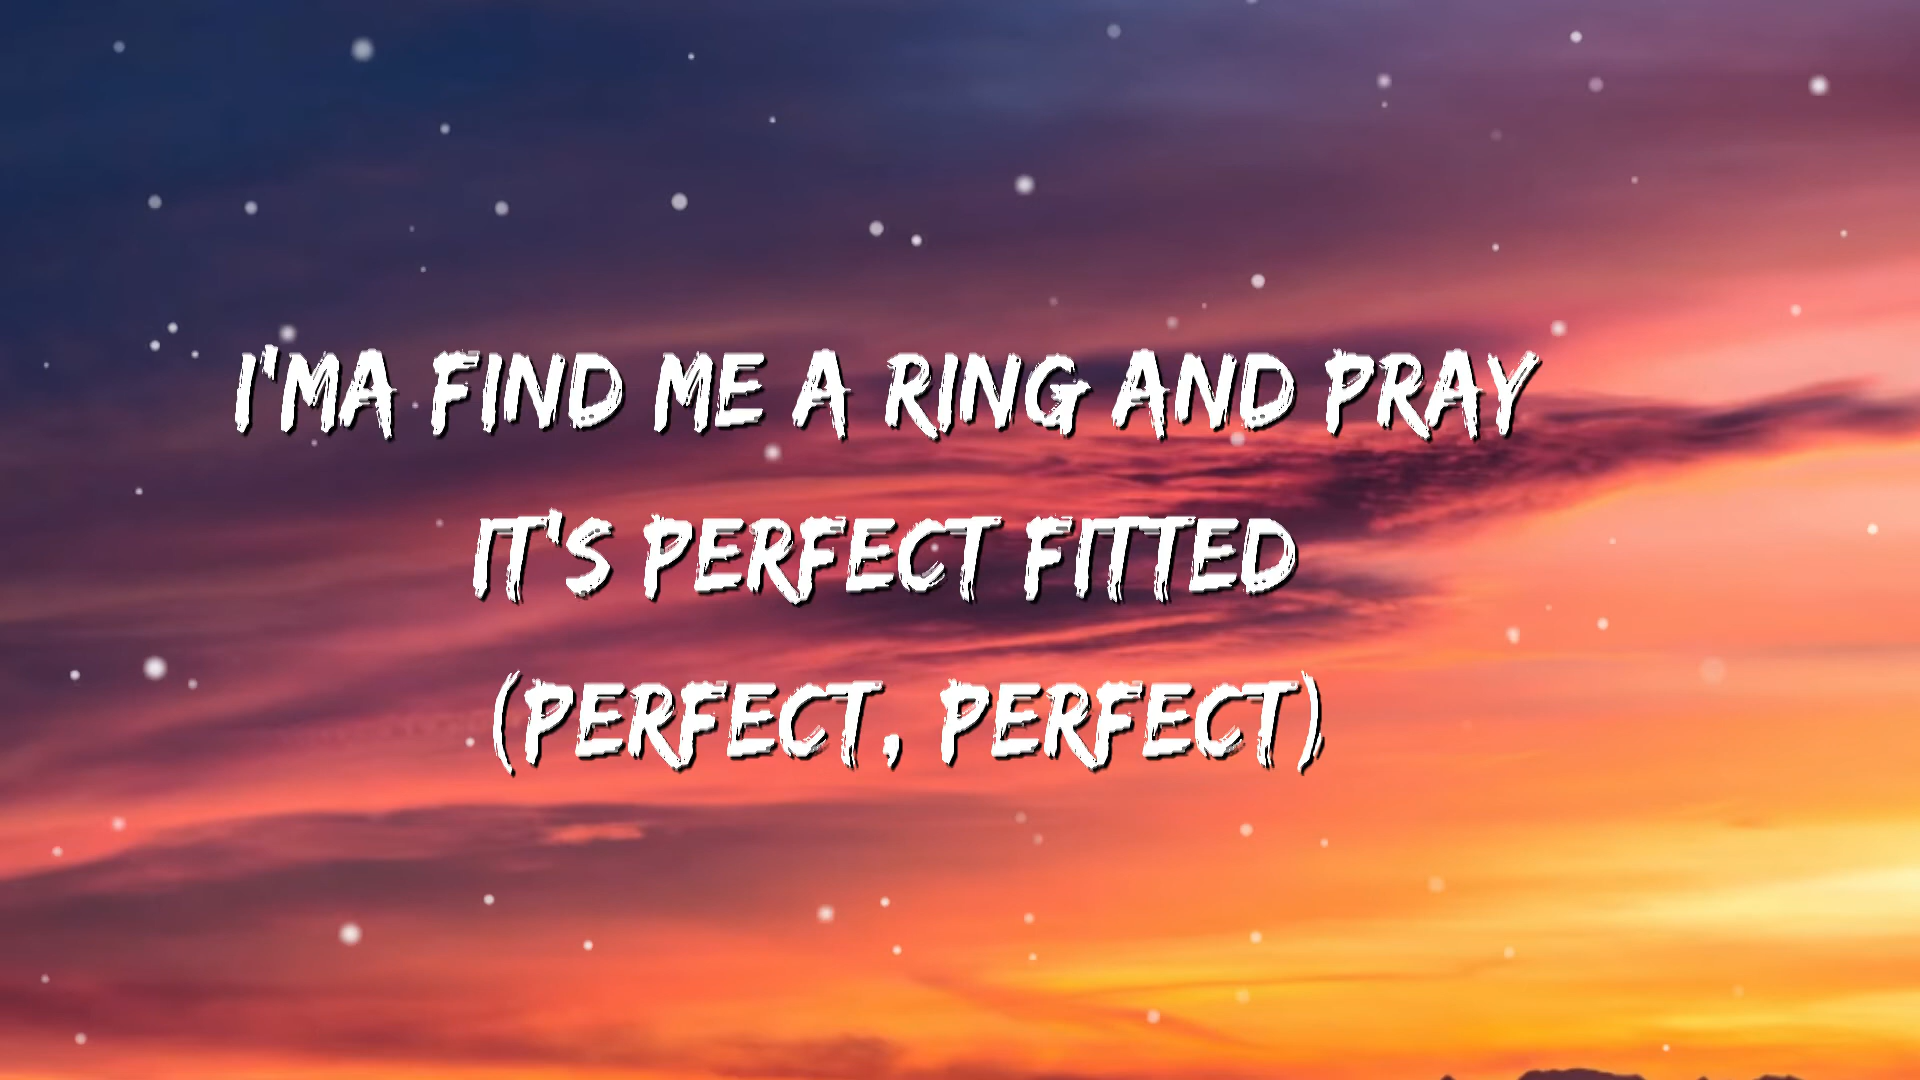 I'MA FIND ME A RING AND PRAY
IT'S PERFECT FITTED
(PERFECT, PERFECT)